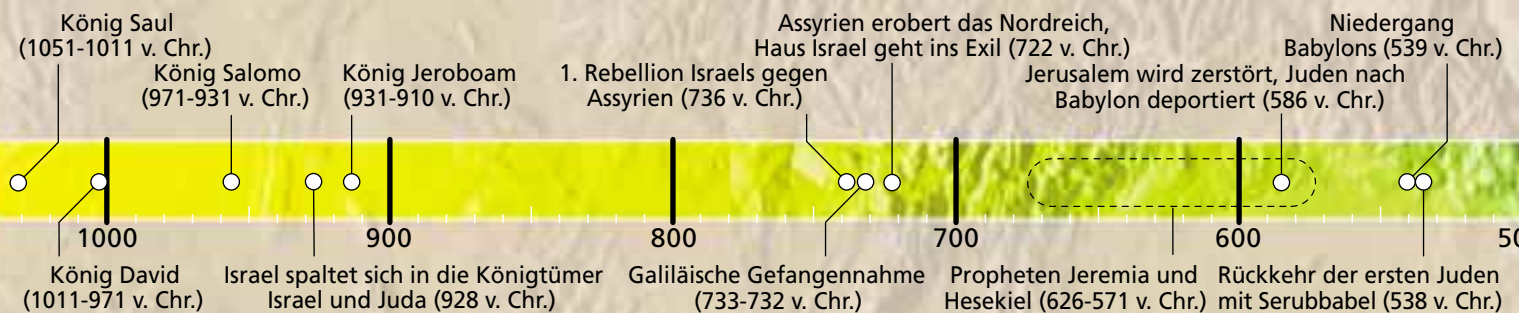 König Saul
(1051-1011 v. Chr.)
König Salomo
(971-931 v. Chr.)
König Jeroboam
(931-910 v. Chr.)
1. Rebellion Israels gegen
Assyrien (736 v. Chr.)
Assyrien erobert das Nordreich,
Haus Israel geht ins Exil (722 v. Chr.)
Niedergang
Babylons (539 v. Chr.)
Jerusalem wird zerstört, Juden nach
Babylon deportiert (586 v. Chr.)
1000
900
800
700
600
50
König David
(1011-971 v. Chr.)
Israel spaltet sich in die Königtümer
Israel und Juda (928 v. Chr.)
Galiläische Gefangennahme
(733-732 v. Chr.)
Propheten Jeremia und
Hesekiel (626-571 v. Chr.)
Rückkehr der ersten Juden
mit Serubbabel (538 v. Chr.)